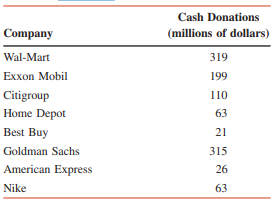 Cash Donations
Company (millions of dollars)
Wal-Mart 319
Exxon Mobil 199
Citigroup 110
Home Depot 63
Best Buy 21
Goldman Sachs 315
American Express 26
Nike 63